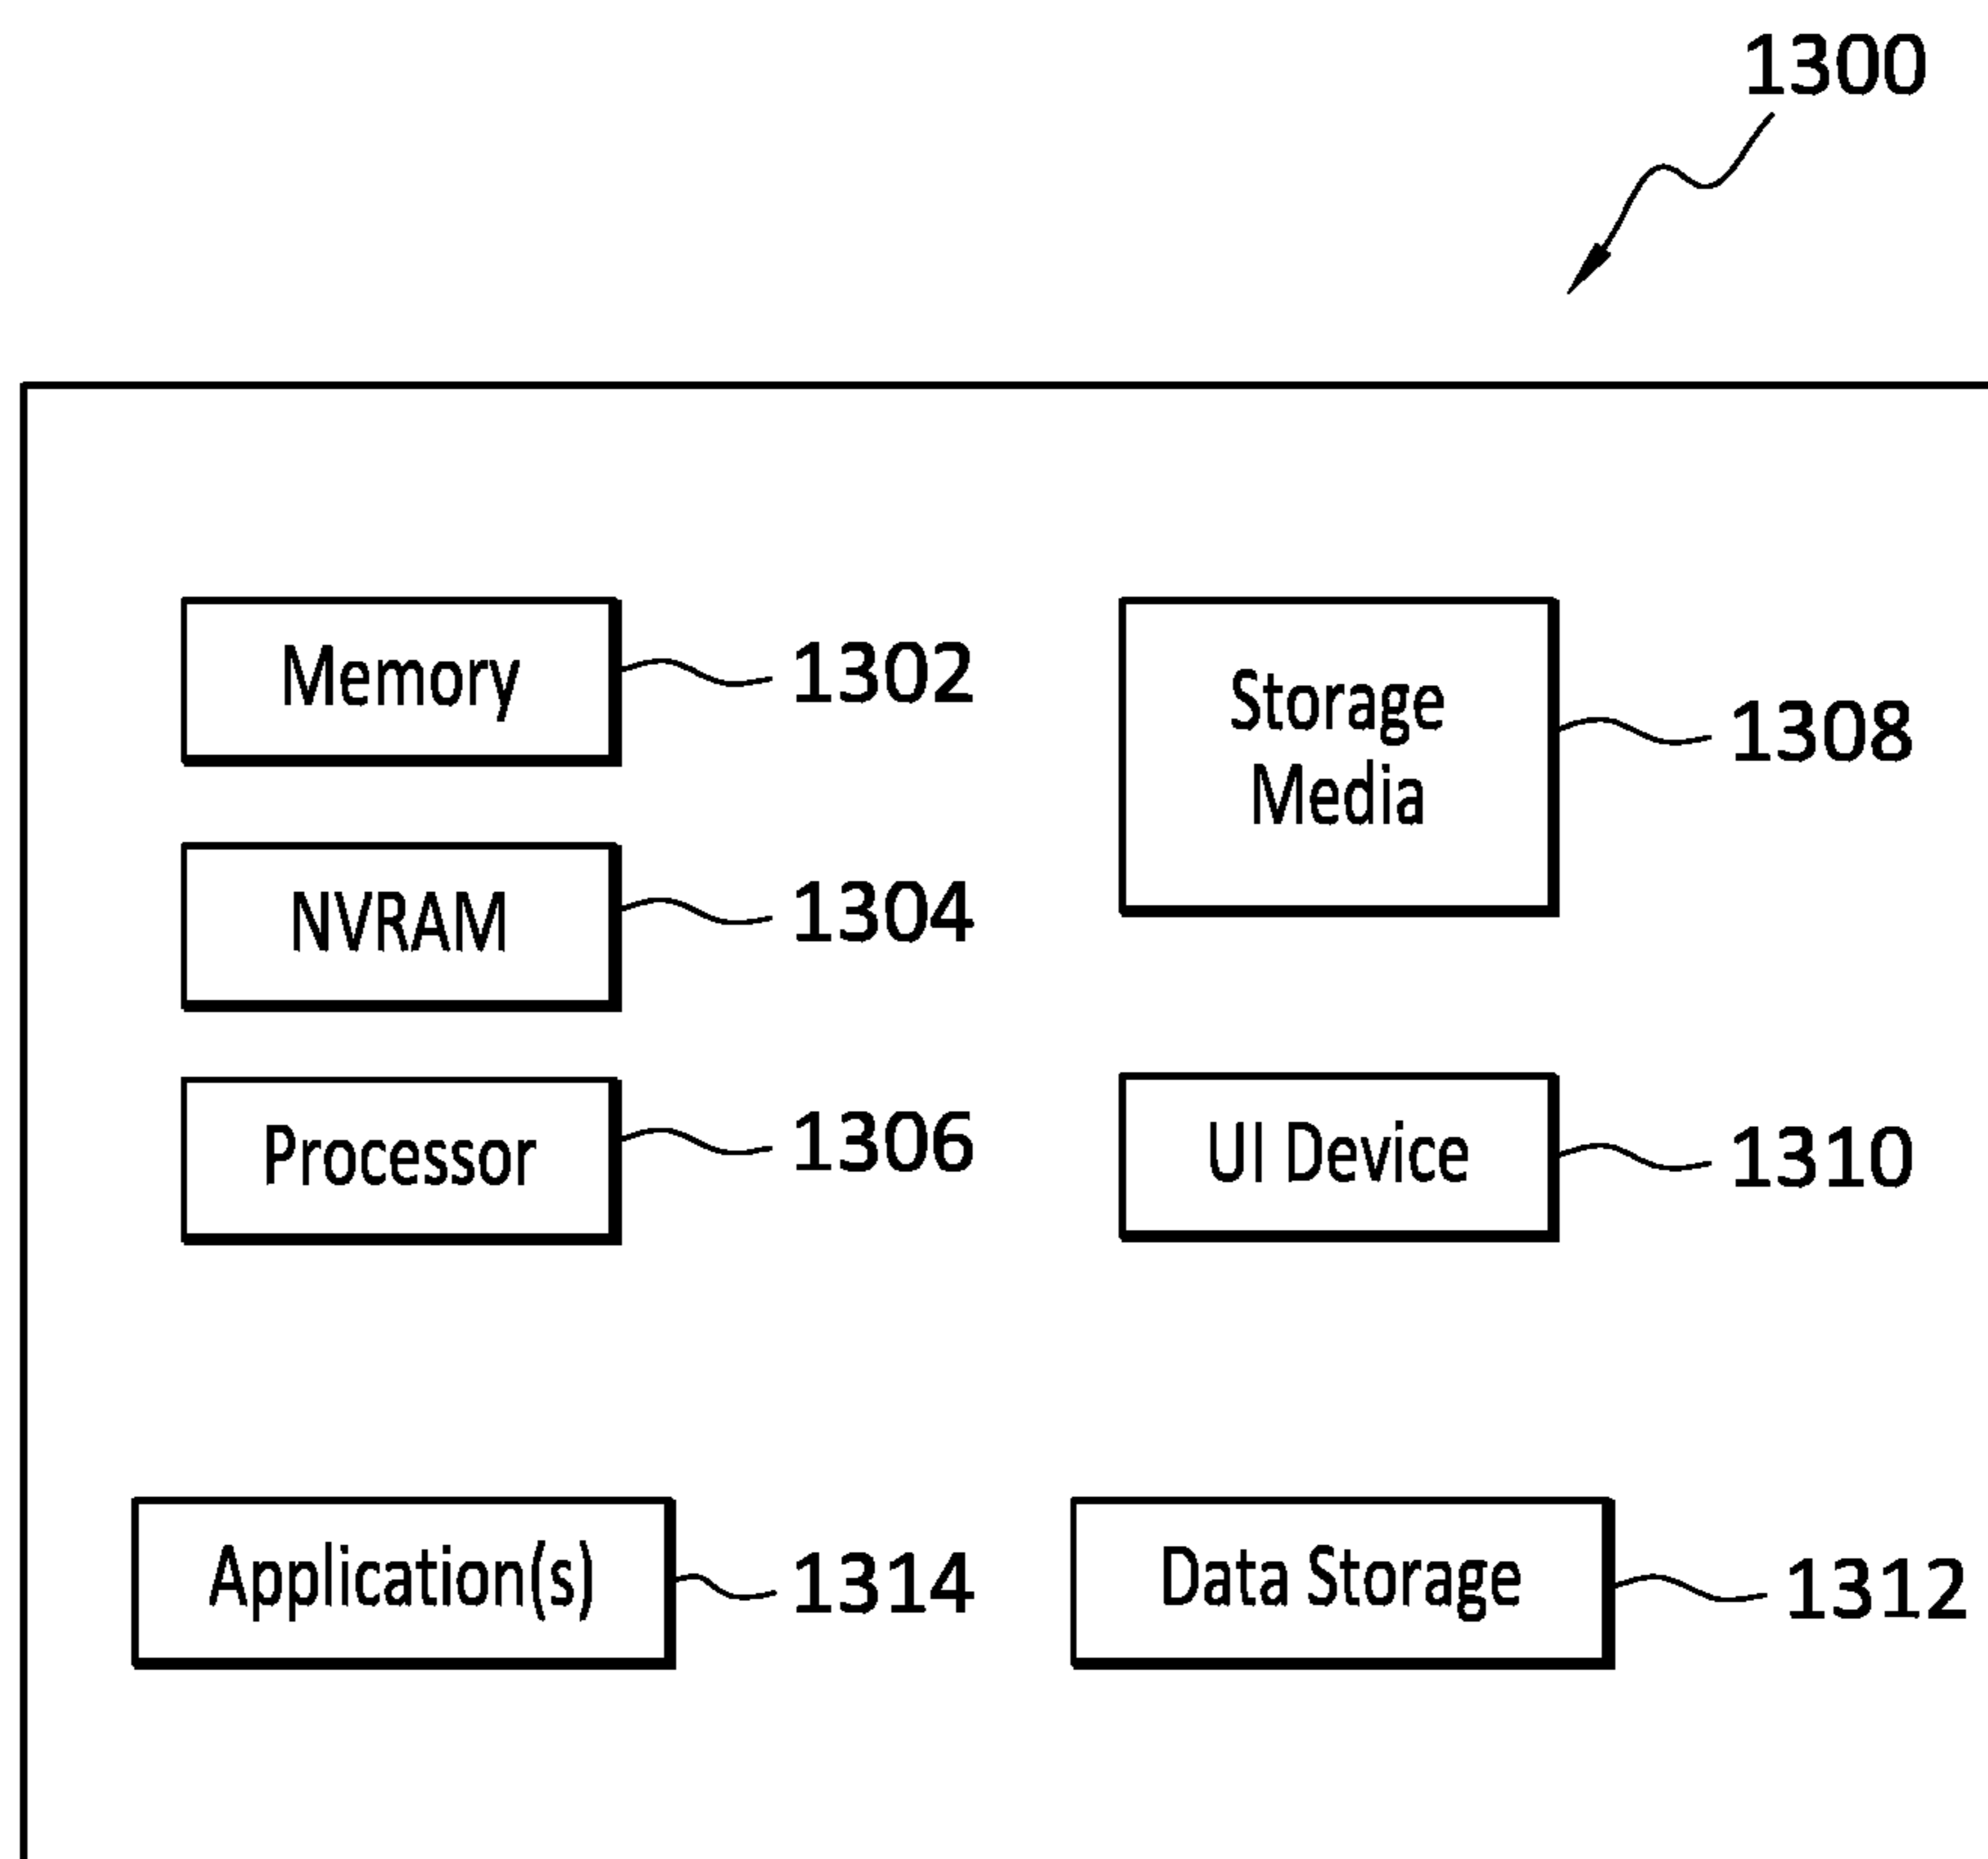 1300
Memory
1302
Storage
Media
1308
NVRAM
1304
Processor
1306
UI Device
1310
Application(s)
1314
Data Storage
1312